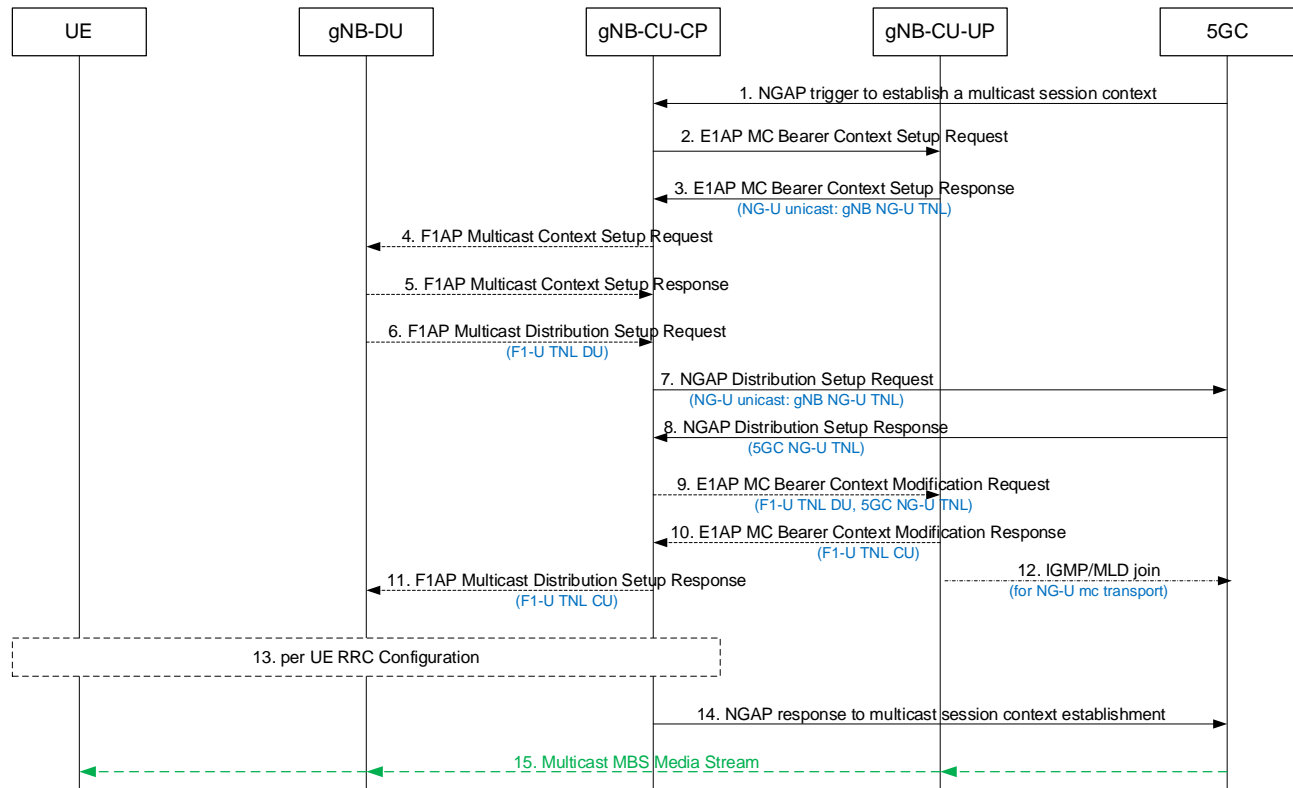 UE
gNB-DU
gNB-CU-CP
gNB-CU-UP
5GC
1. NGAP trigger to establish a multicast session context
2. E1AP MC Bearer Context Setup Request
3. E1AP MC Bearer Context Setup Response
(NG-U unicast: gNB NG-U TNL)
4. F1AP Multicast Context Setup Request
5. F1AP Multicast Context Setup Response
6. F1AP Multicast Distribution Setup Request
(F1-U TNL DU)
7. NGAP Distribution Setup Request
(NG-U unicast: gNB NG-U TNL)
8. NGAP Distribution Setup Response
(5GC NG-U TNL)
9. E1AP MC Bearer Context Modification Request
(F1-U TNL DU, 5GC NG-U TNL)
10. E1AP MC Bearer Context Modification Response
(F1-U TNL CU)
11. F1AP Multicast Distribution Setup Response
(F1-U TNL CU)
12. IGMP/MLD join
(for NG-U mc transport)
13. per UE RRC Configuration
14. NGAP response to multicast session context establishment
15. Multicast MBS Media Stream